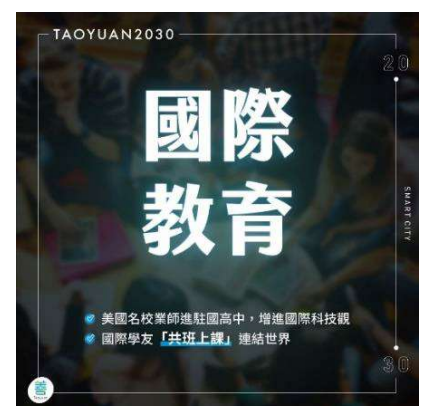 TAOYUAN2030
20
國際
教育
SMART CITY
美國名校業師進駐國高中，增進國際科技觀
國際學友「共班上課」連結世界
30